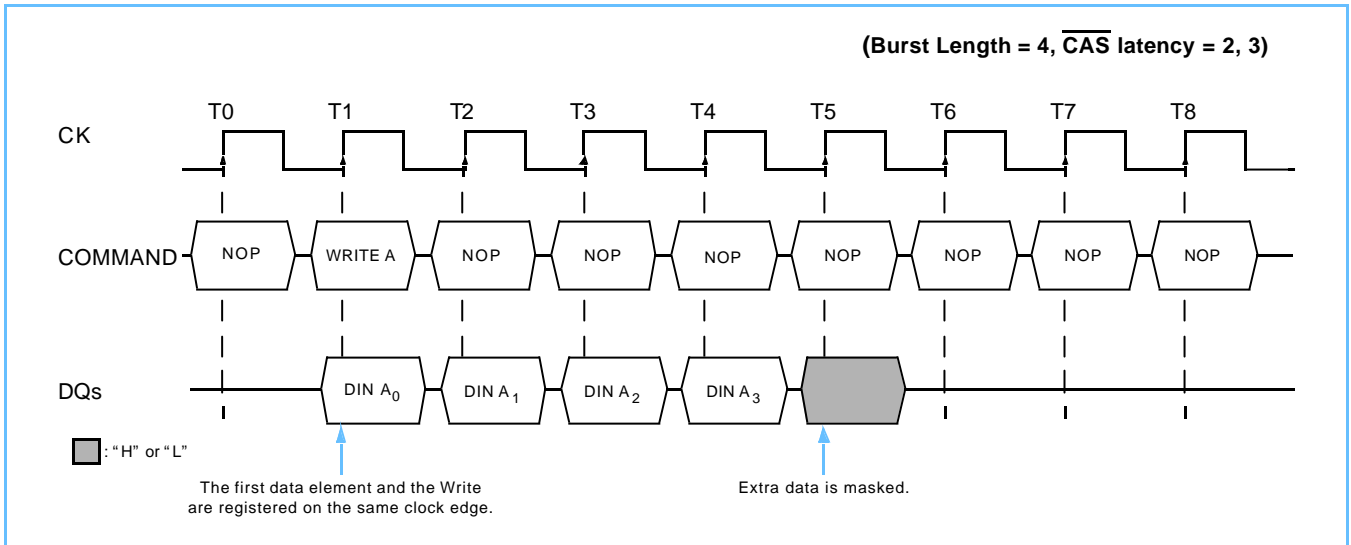 (Burst Length = 4, CAS latency = 2, 3)
T0 T1 T2 T3 T4 T5 T6 T7 T8
CK
COMMAND NOP WRITE A NOP NOP NOP NOP NOP NOP NOP
DQs DIN A0 DIN A1 DIN A2 DIN A3
: “H” or “L”
The first data element and the Write
are registered on the same clock edge.
Extra data is masked.